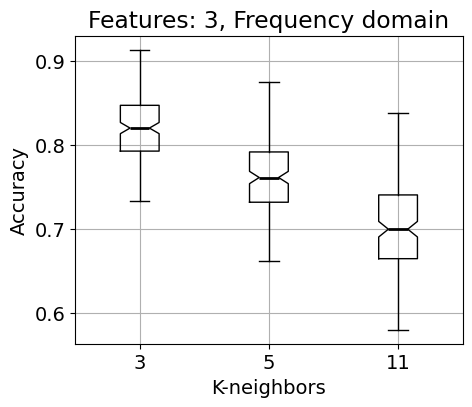 Features: 3, Frequency domain
0.9
0.8
0.7
0.6
Accuracy
3 5 11
K-neighbors